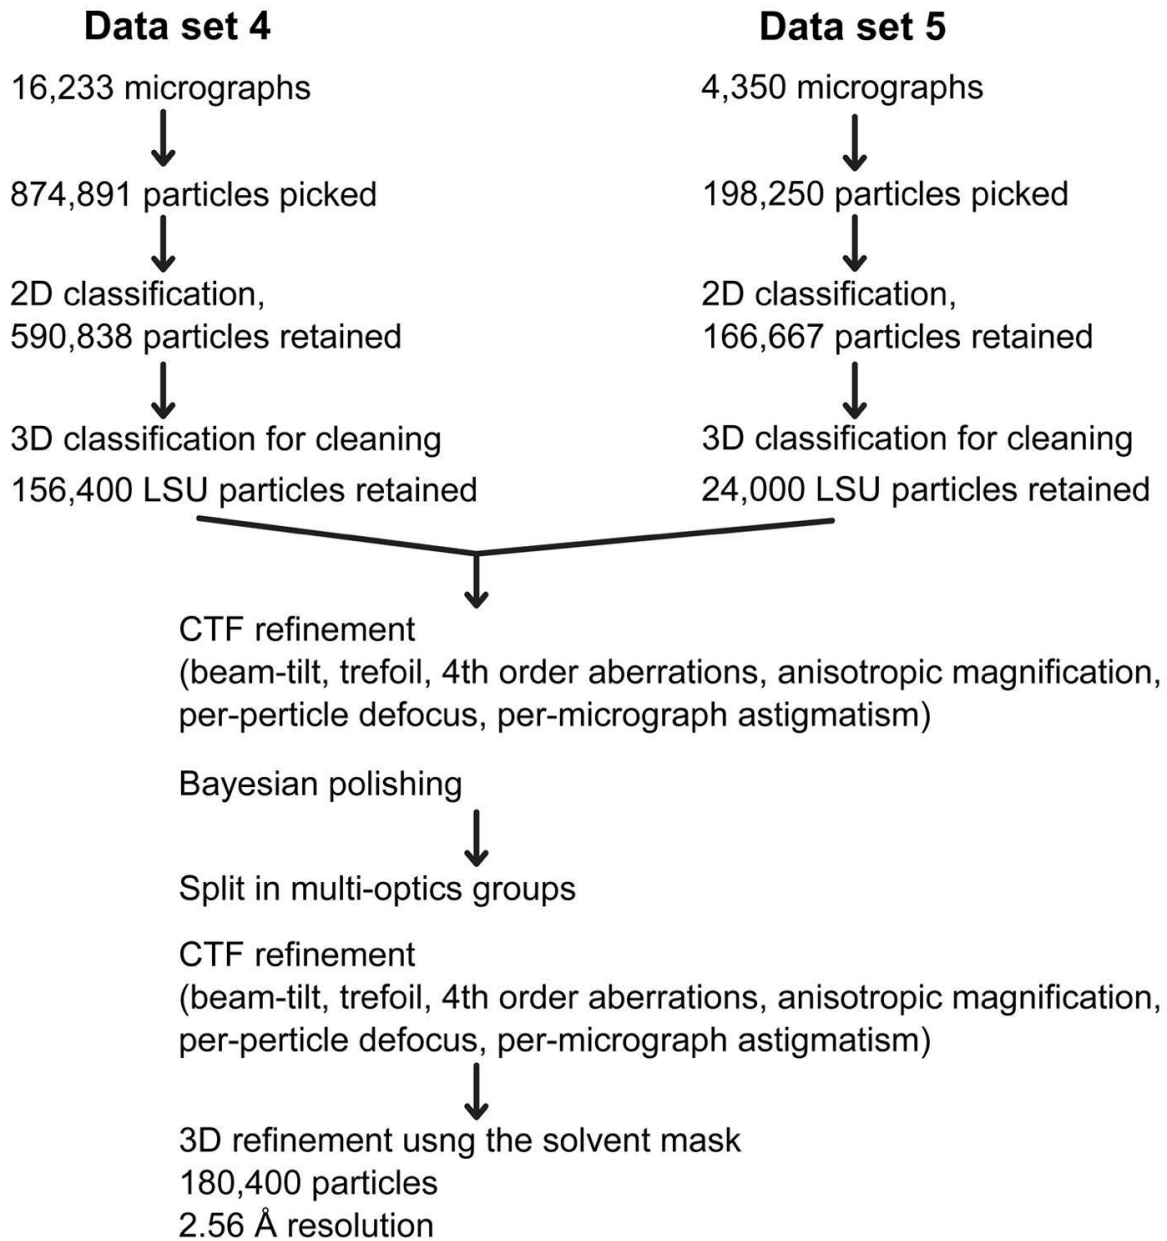 Data set 4
16,233 micrographs
874,891 particles picked
2D classification,
590,838 particles retained
3D classification for cleaning
156,400 LSU particles retained
Data set 5
4,350 micrographs
198,250 particles picked
2D classification,
166,667 particles retained
3D classification for cleaning
24,000 LSU particles retained
CTF refinement
(beam-tilt, trefoil, 4th order aberrations, anisotropic magnification,
per-perticle defocus, per-micrograph astigmatism)
Bayesian polishing
Split in multi-optics groups
CTF refinement
(beam-tilt, trefoil, 4th order aberrations, anisotropic magnification,
per-perticle defocus, per-micrograph astigmatism)
3D refinement usng the solvent mask
180,400 particles
2.56 Å resolution